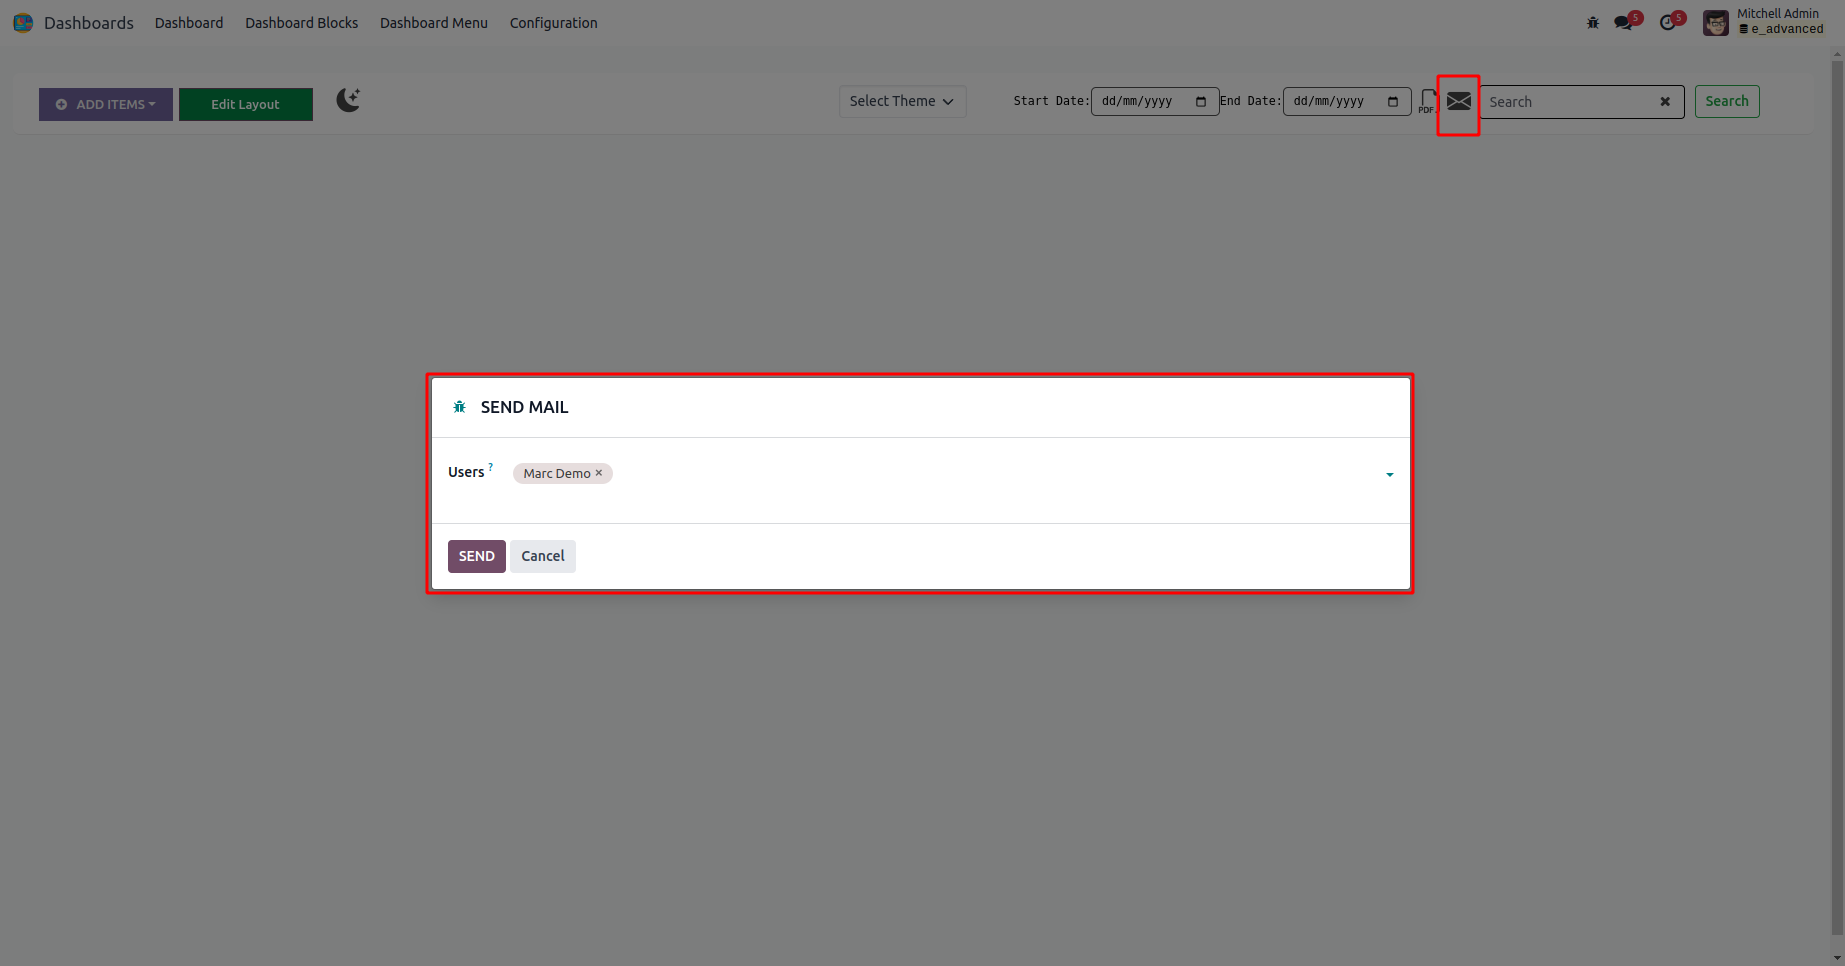 Dashboards Dashboard Dashboard Blocks Dashboard Menu Configuration 5 5 Mitchell Admin
e_advanced
ADD ITEMS Edit Layout Select Theme Start Date: dd/mm/yyyy End Date: dd/mm/yyyy PDF Search Search
SEND MAIL
Users ? Marc Demo ×
SEND Cancel